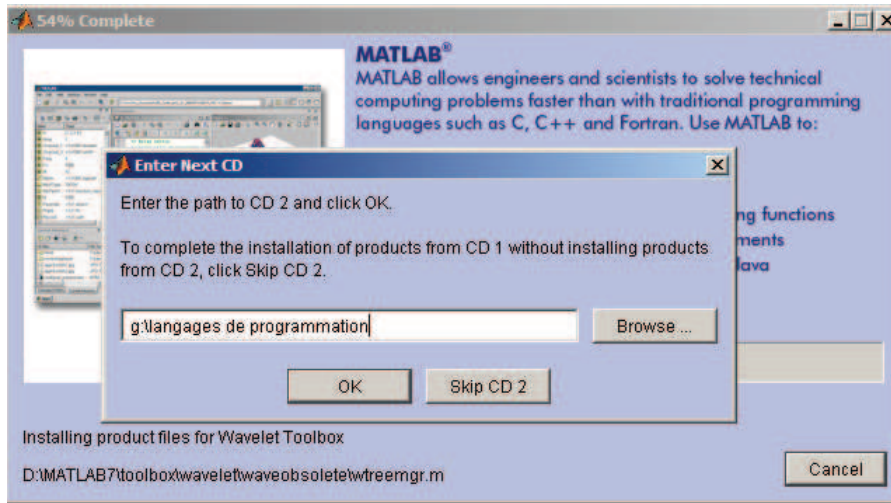 54% Complete
MATLAB®
MATLAB allows engineers and scientists to solve technical
computing problems faster than with traditional programming
languages such as C, C++ and Fortran. Use MATLAB to:
Enter Next CD
Enter the path to CD 2 and click OK.
To complete the installation of products from CD 1 without installing products
from CD 2, click Skip CD 2.
g:\langages de programmation
Browse ...
OK
Skip CD 2
functions
Installing product files for Wavelet Toolbox
D:\MATLAB7\toolbox\wavelet\waveobsolete\wtreemgr.m
Cancel